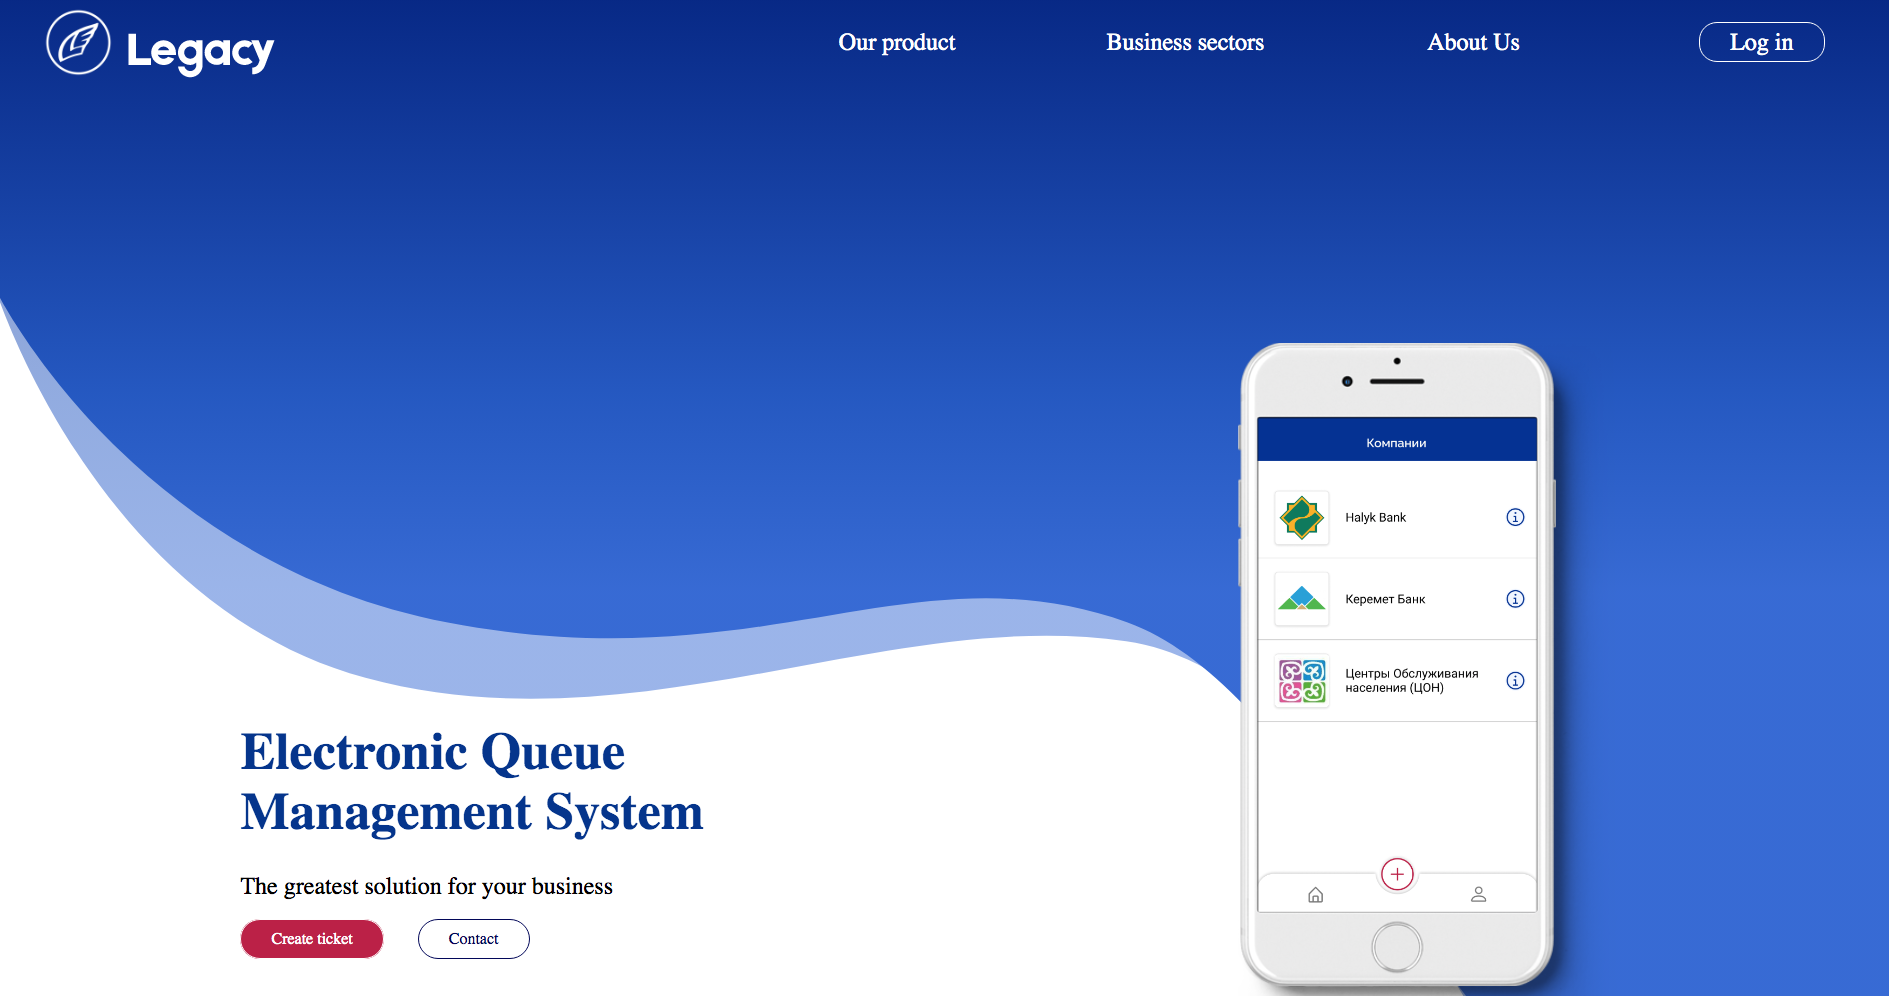 Legacy
Our product
Business sectors
About Us
Log in
Компании
Halyk Bank
Керемет Банк
Центры Обслуживания
населения (ЦОН)
Electronic Queue
Management System
The greatest solution for your business
Create ticket
Contact